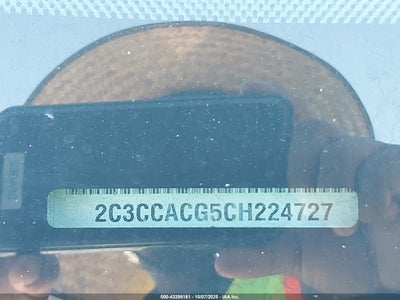 2C3CCACG5CH224727
000-43398161 - 10/07/2025 - IAA Inc.